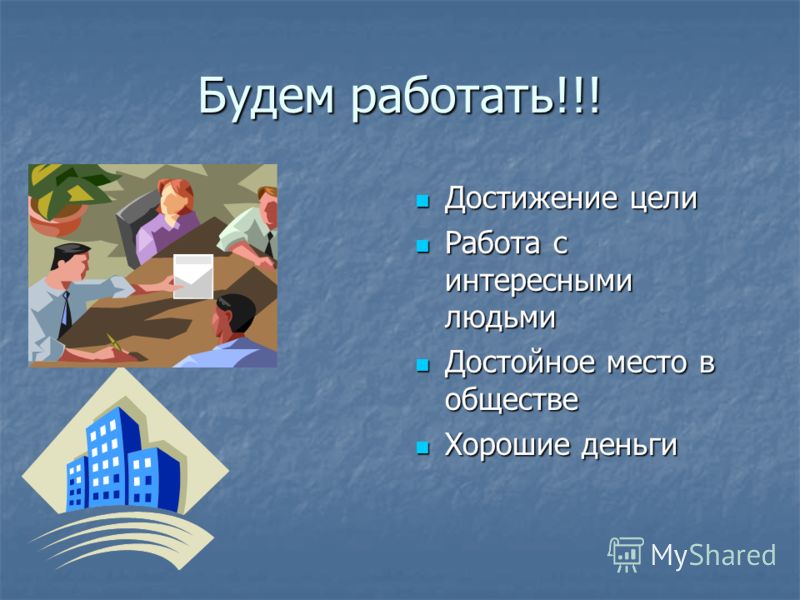 Будем работать!!!
Достижение цели
Работа с
интересными
людьми
Достойное место в
обществе
Хорошие деньги
MyShared